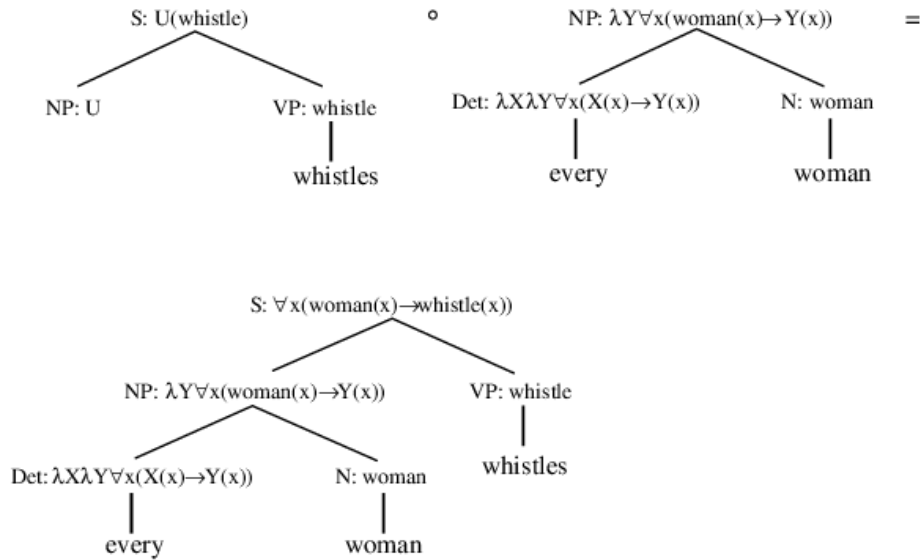 S: U(whistle) ° NP: λY∀x(woman(x)→Y(x)) =
NP: U VP: whistle Det: λXλY∀x(X(x)→Y(x)) N: woman
whistles every woman
S: ∀x(woman(x)→whistle(x))
NP: λY∀x(woman(x)→Y(x)) VP: whistle
whistles
Det: λXλY∀x(X(x)→Y(x)) N: woman
every woman